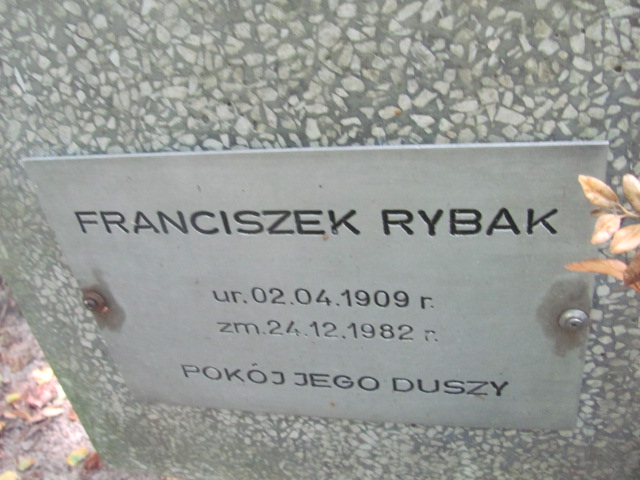 FRANCISZEK RYBAK
ur. 02.04.1909 r.
zm. 24.12.1982 r.
POKÓJ JEGO DUSZY